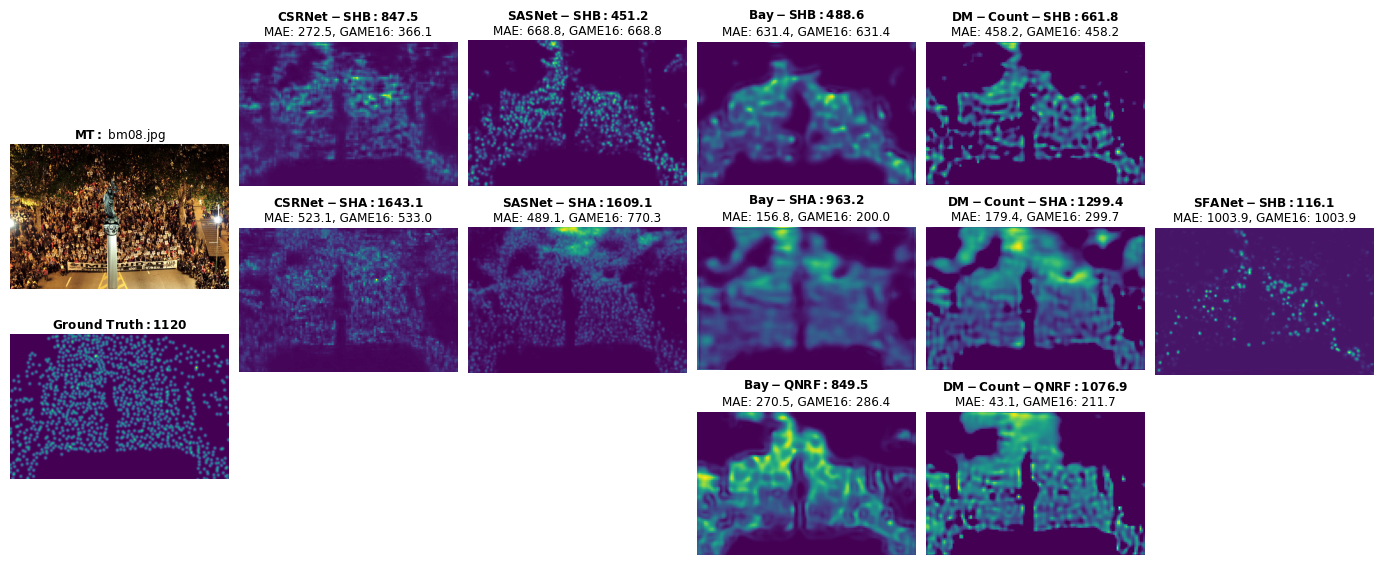 CSRNet − SHB : 847.5
MAE: 272.5, GAME16: 366.1
SASNet − SHB : 451.2
MAE: 668.8, GAME16: 668.8
Bay − SHB : 488.6
MAE: 631.4, GAME16: 631.4
DM − Count − SHB : 661.8
MAE: 458.2, GAME16: 458.2
MT : bm08.jpg
CSRNet − SHA : 1643.1
MAE: 523.1, GAME16: 533.0
SASNet − SHA : 1609.1
MAE: 489.1, GAME16: 770.3
Bay − SHA : 963.2
MAE: 156.8, GAME16: 200.0
DM − Count − SHA : 1299.4
MAE: 179.4, GAME16: 299.7
SFANet − SHB : 116.1
MAE: 1003.9, GAME16: 1003.9
Ground Truth : 1120
Bay − QNRF : 849.5
MAE: 270.5, GAME16: 286.4
DM − Count − QNRF : 1076.9
MAE: 43.1, GAME16: 211.7